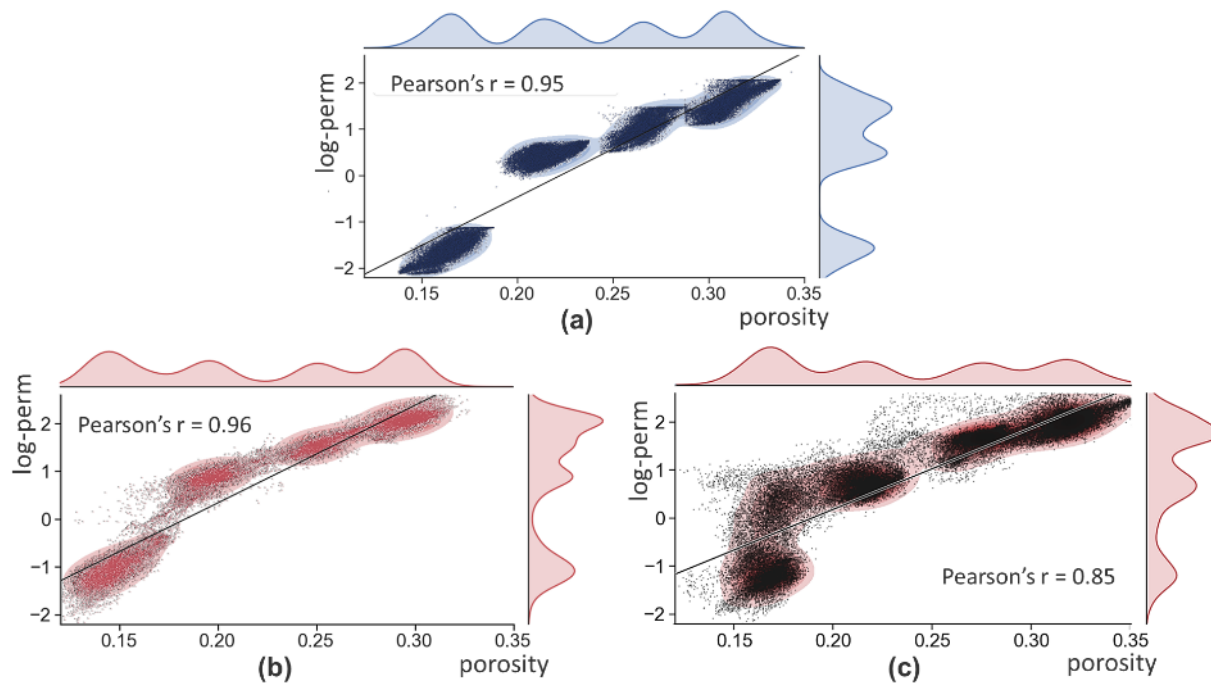 Pearson's r = 0.95
log-perm
2
1
0
−1
−2
0.15 0.20 0.25 0.30 0.35
porosity
(a)
Pearson's r = 0.96
log-perm
2
1
0
−1
−2
0.15 0.20 0.25 0.30 0.35
porosity
(b)
log-perm
2
1
0
−1
−2
Pearson's r = 0.85
0.15 0.20 0.25 0.30 0.35
porosity
(c)